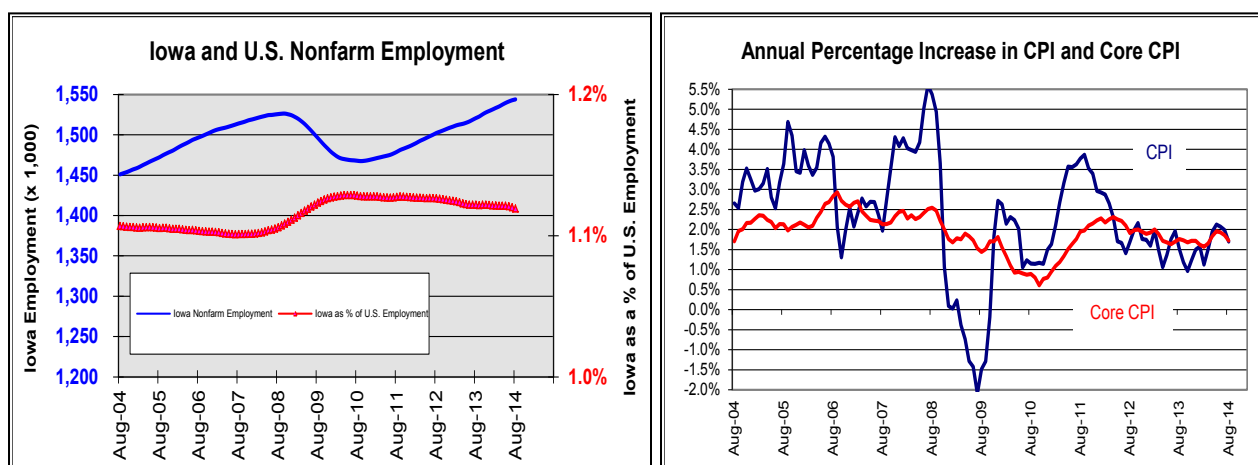 Iowa and U.S. Nonfarm Employment
Iowa Employment (x 1,000)
1,550
1,500
1,450
1,400
1,350
1,300
1,250
1,200
1.2%
1.1%
1.0%
Iowa as a % of U.S. Employment
Iowa Nonfarm Employment
Iowa as % of U.S. Employment
Aug-04
Aug-05
Aug-06
Aug-07
Aug-08
Aug-09
Aug-10
Aug-11
Aug-12
Aug-13
Aug-14
Annual Percentage Increase in CPI and Core CPI
5.5%
5.0%
4.5%
4.0%
3.5%
3.0%
2.5%
2.0%
1.5%
1.0%
0.5%
0.0%
-0.5%
-1.0%
-1.5%
-2.0%
CPI
Core CPI
Aug-04
Aug-05
Aug-06
Aug-07
Aug-08
Aug-09
Aug-10
Aug-11
Aug-12
Aug-13
Aug-14